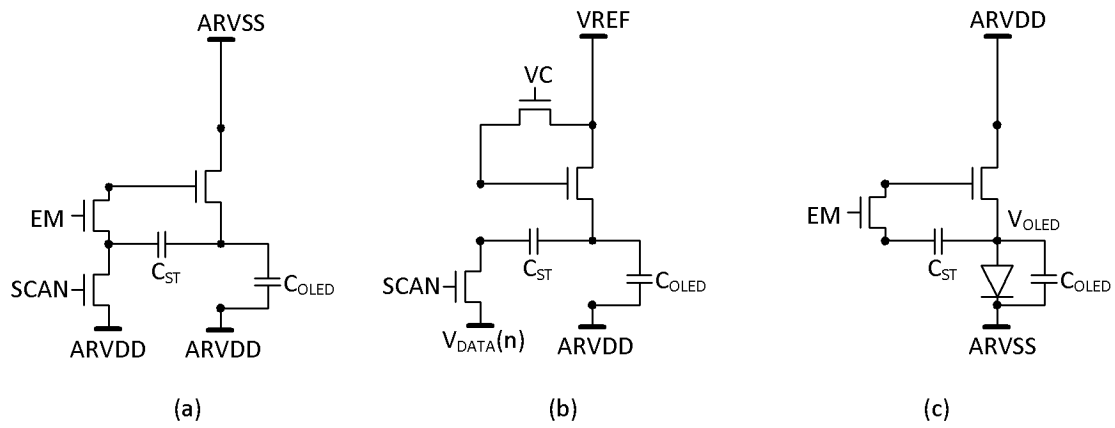 ARVSS
EM
SCAN
CST
COLED
ARVDD
ARVDD
(a)
VREF
VC
SCAN
CST
COLED
VDATA(n)
ARVDD
(b)
ARVDD
EM
VOLED
CST
COLED
ARVSS
(c)